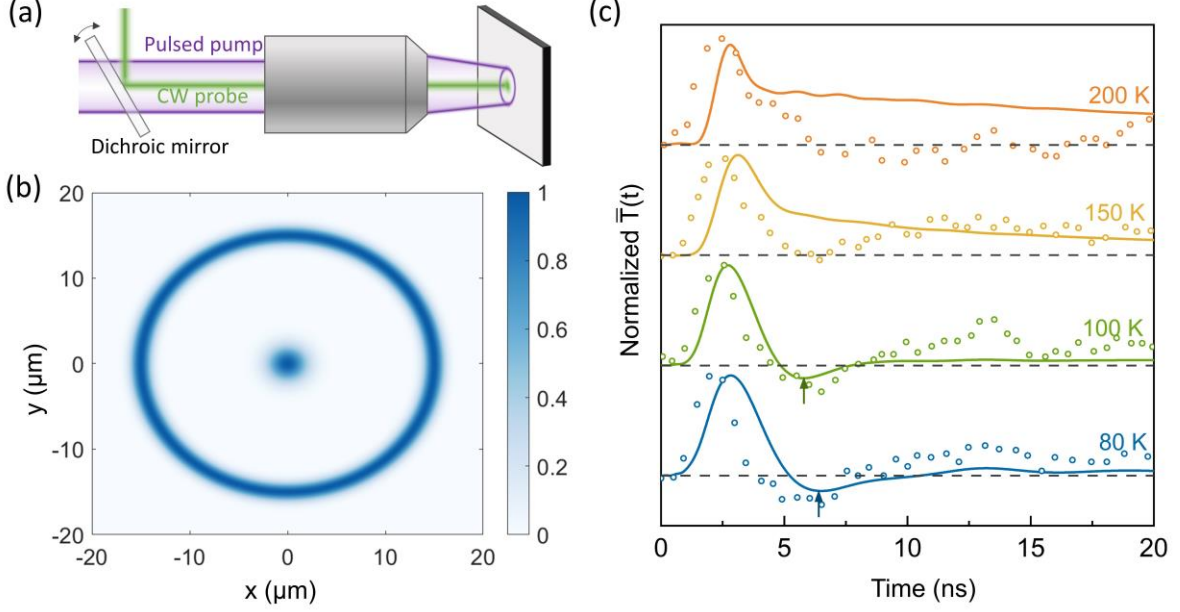 (a)
Pulsed pump
CW probe
Dichroic mirror
(b)
20
10
0
-10
-20
-20
-10
0
10
20
y (µm)
x (µm)
1
0.8
0.6
0.4
0.2
0
(c)
Normalized T̅(t)
200 K
150 K
100 K
80 K
0
5
10
15
20
Time (ns)